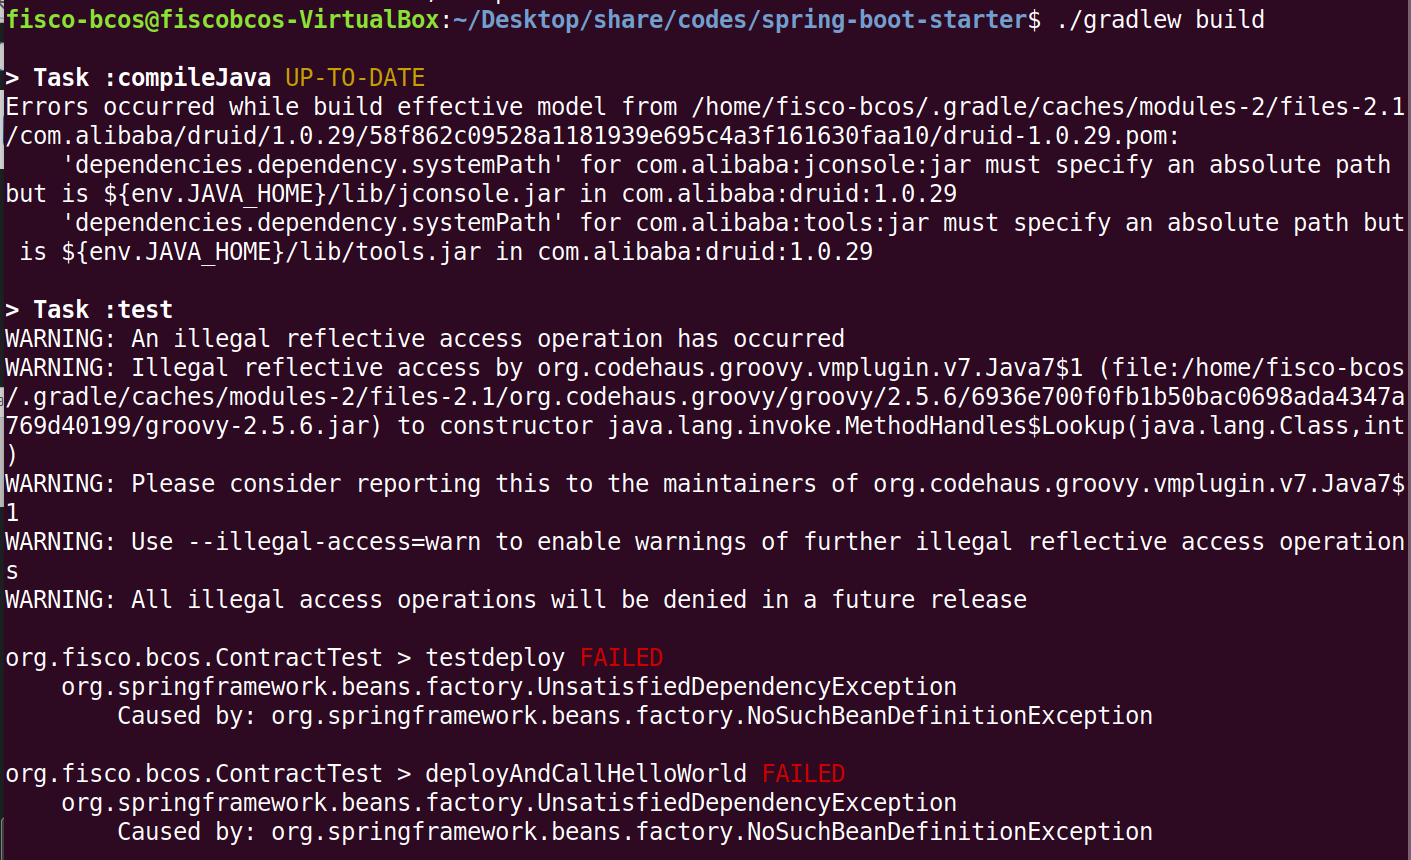 fisco-bcos@fiscobcos-VirtualBox:~/Desktop/share/codes/spring-boot-starter$ ./gradlew build
> Task :compileJava UP-TO-DATE
Errors occurred while build effective model from /home/fisco-bcos/.gradle/caches/modules-2/files-2.1
/com.alibaba/druid/1.0.29/58f862c09528a1181939e695c4a3f161630faa10/druid-1.0.29.pom:
    'dependencies.dependency.systemPath' for com.alibaba:jconsole:jar must specify an absolute path
but is ${env.JAVA_HOME}/lib/jconsole.jar in com.alibaba:druid:1.0.29
    'dependencies.dependency.systemPath' for com.alibaba:tools:jar must specify an absolute path but
 is ${env.JAVA_HOME}/lib/tools.jar in com.alibaba:druid:1.0.29
> Task :test
WARNING: An illegal reflective access operation has occurred
WARNING: Illegal reflective access by org.codehaus.groovy.vmplugin.v7.Java7$1 (file:/home/fisco-bcos
/.gradle/caches/modules-2/files-2.1/org.codehaus.groovy/groovy/2.5.6/6936e700f0fb1b50bac0698ada4347a
769d40199/groovy-2.5.6.jar) to constructor java.lang.invoke.MethodHandles$Lookup(java.lang.Class,int
)
WARNING: Please consider reporting this to the maintainers of org.codehaus.groovy.vmplugin.v7.Java7$
1
WARNING: Use --illegal-access=warn to enable warnings of further illegal reflective access operation
s
WARNING: All illegal access operations will be denied in a future release
org.fisco.bcos.ContractTest > testdeploy FAILED
    org.springframework.beans.factory.UnsatisfiedDependencyException
        Caused by: org.springframework.beans.factory.NoSuchBeanDefinitionException
org.fisco.bcos.ContractTest > deployAndCallHelloWorld FAILED
    org.springframework.beans.factory.UnsatisfiedDependencyException
        Caused by: org.springframework.beans.factory.NoSuchBeanDefinitionException